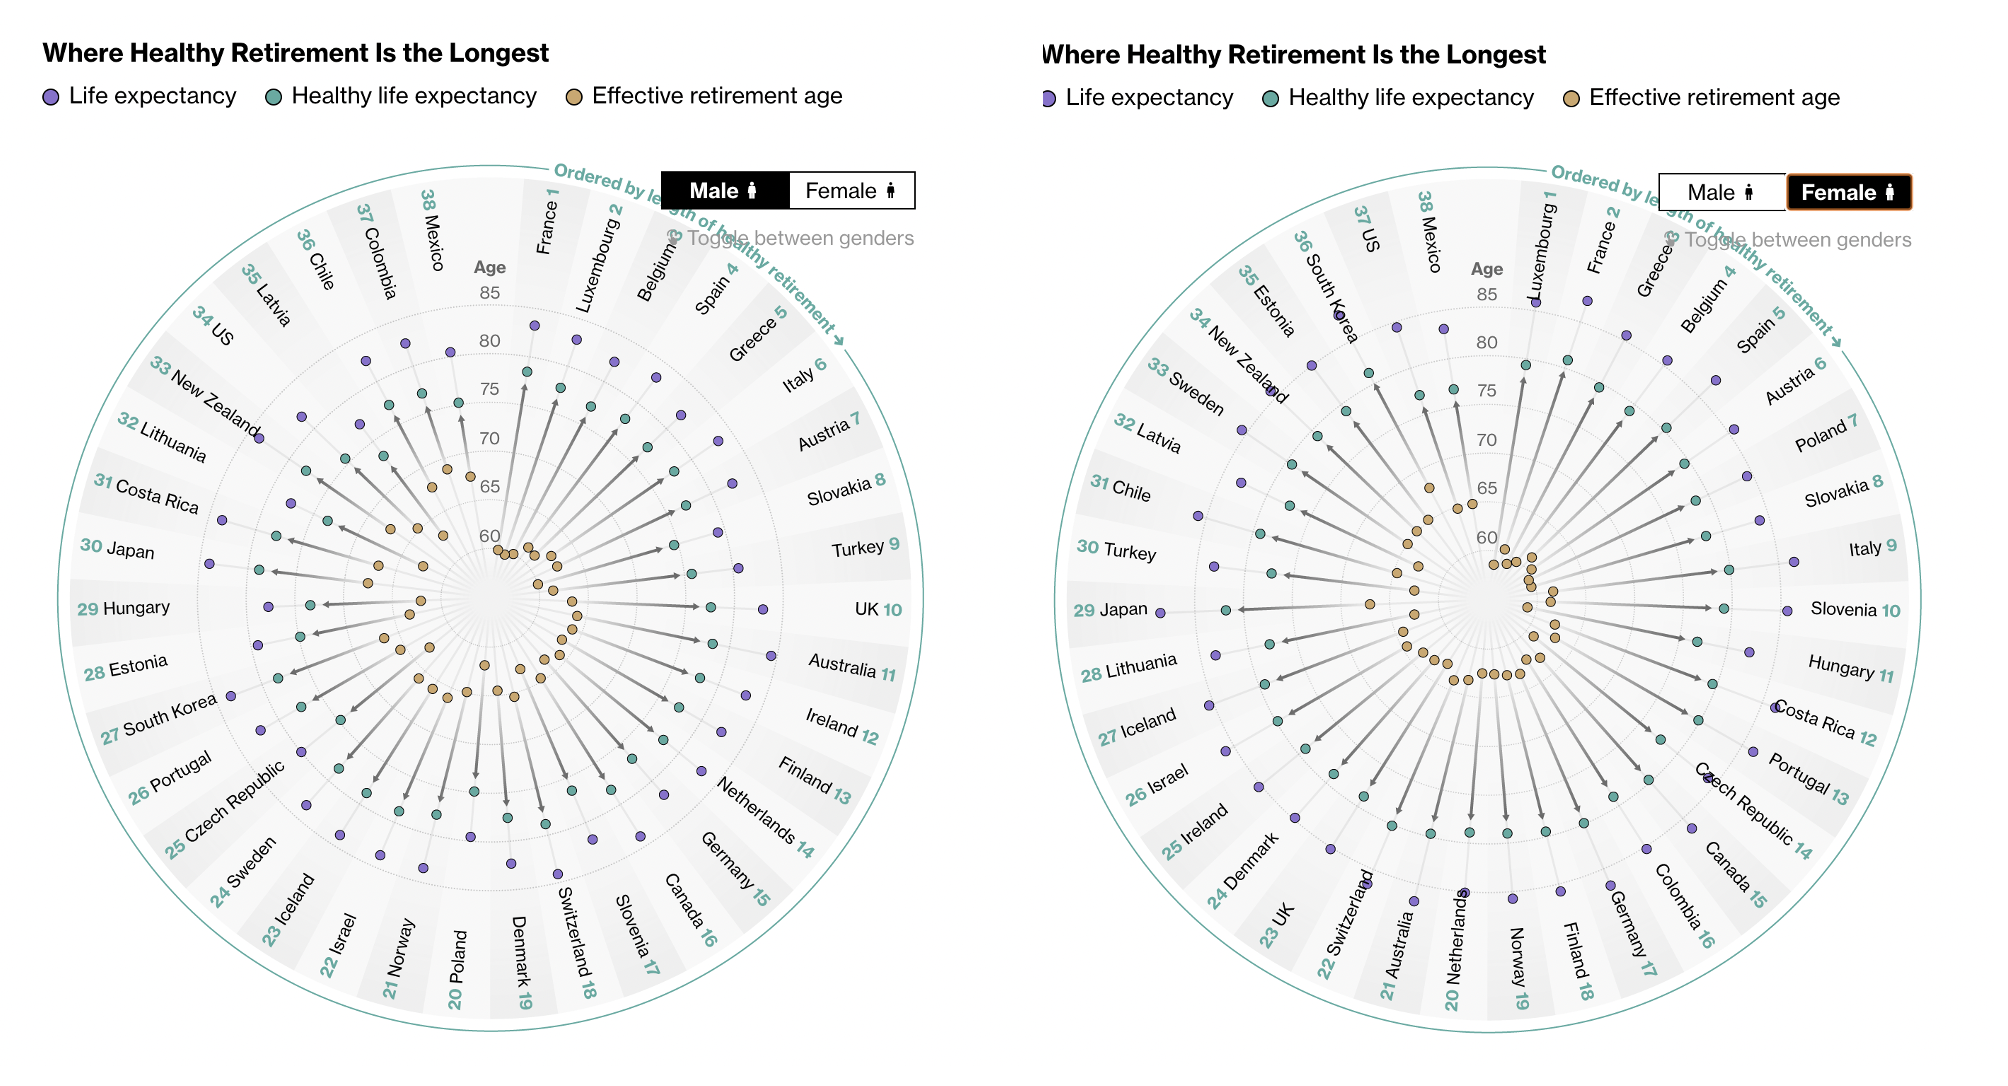 Where Healthy Retirement Is the Longest
Life expectancy
Healthy life expectancy
Effective retirement age
Ordered by length of healthy retirement
Male
Female
Toggle between genders
Age
85
80
75
70
65
60
France 1
Luxembourg 2
Belgium 3
Spain 4
Greece 5
Italy 6
Austria 7
Slovakia 8
Turkey 9
UK 10
Australia 11
Ireland 12
Finland 13
Netherlands 14
Germany 15
Canada 16
Slovenia 17
Switzerland 18
Denmark 19
20 Poland
21 Norway
22 Israel
23 Iceland
24 Sweden
25 Czech Republic
26 Portugal
27 South Korea
28 Estonia
29 Hungary
30 Japan
31 Costa Rica
32 Lithuania
33 New Zealand
34 US
35 Latvia
36 Chile
37 Colombia
38 Mexico
Where Healthy Retirement Is the Longest
Life expectancy
Healthy life expectancy
Effective retirement age
Ordered by length of healthy retirement
Male
Female
Toggle between genders
Age
85
80
75
70
65
60
Luxembourg 1
France 2
Greece 3
Belgium 4
Spain 5
Austria 6
Poland 7
Slovakia 8
Italy 9
Slovenia 10
Hungary 11
Costa Rica 12
Portugal 13
Czech Republic 14
Canada 15
Colombia 16
Germany 17
Finland 18
Norway 19
20 Netherlands
21 Australia
22 Switzerland
23 UK
24 Denmark
25 Ireland
26 Israel
27 Iceland
28 Lithuania
29 Japan
30 Turkey
31 Chile
32 Latvia
33 Sweden
34 New Zealand
35 Estonia
36 South Korea
37 US
38 Mexico